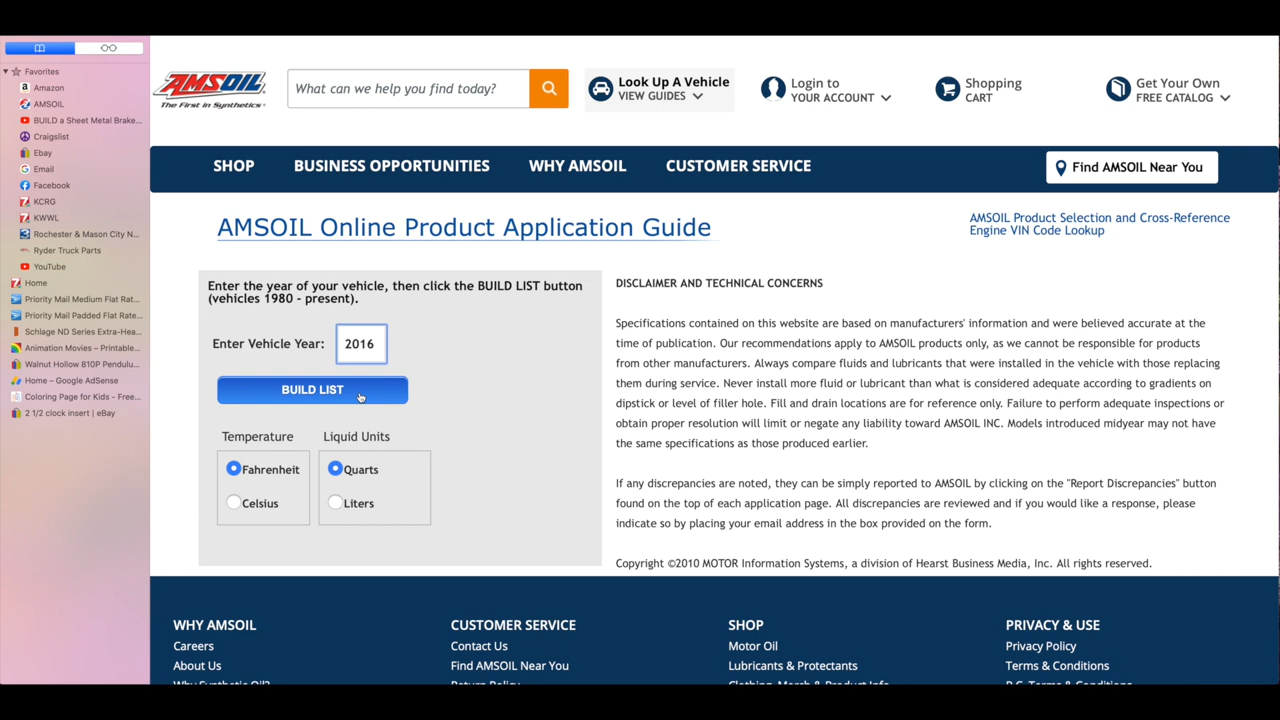 Favorites
Amazon
AMSOIL
BUILD a Sheet Metal Brake...
Craigslist
Ebay
Email
Facebook
KCRG
KWWL
Rochester & Mason City N...
Ryder Truck Parts
YouTube
Home
Priority Mail Medium Flat Rat...
Priority Mail Padded Flat Rate...
Schlage ND Series Extra-Hea...
Animation Movies – Printable...
Walnut Hollow 810P Pendulu...
Home – Google AdSense
Coloring Page for Kids - Free...
2 1/2 clock insert | eBay
AMSOIL
The First in Synthetics®
What can we help you find today?
Look Up A Vehicle
VIEW GUIDES
Login to
YOUR ACCOUNT
Shopping
CART
Get Your Own
FREE CATALOG
SHOP BUSINESS OPPORTUNITIES WHY AMSOIL CUSTOMER SERVICE
Find AMSOIL Near You
AMSOIL Online Product Application Guide
AMSOIL Product Selection and Cross-Reference
Engine VIN Code Lookup
Enter the year of your vehicle, then click the BUILD LIST button
(vehicles 1980 - present).
Enter Vehicle Year: 2016
BUILD LIST
Temperature Liquid Units
Fahrenheit Quarts
Celsius Liters
DISCLAIMER AND TECHNICAL CONCERNS
Specifications contained on this website are based on manufacturers' information and were believed accurate at the
time of publication. Our recommendations apply to AMSOIL products only, as we cannot be responsible for products
from other manufacturers. Always compare fluids and lubricants that were installed in the vehicle with those replacing
them during service. Never install more fluid or lubricant than what is considered adequate according to gradients on
dipstick or level of filler hole. Fill and drain locations are for reference only. Failure to perform adequate inspections or
obtain proper resolution will limit or negate any liability toward AMSOIL INC. Models introduced midyear may not have
the same specifications as those produced earlier.
If any discrepancies are noted, they can be simply reported to AMSOIL by clicking on the "Report Discrepancies" button
found on the top of each application page. All discrepancies are reviewed and if you would like a response, please
indicate so by placing your email address in the box provided on the form.
Copyright ©2010 MOTOR Information Systems, a division of Hearst Business Media, Inc. All rights reserved.
WHY AMSOIL CUSTOMER SERVICE SHOP PRIVACY & USE
Careers Contact Us Motor Oil Privacy Policy
About Us Find AMSOIL Near You Lubricants & Protectants Terms & Conditions
Why Synthetic Oil? Return Policy Clothing, Merch & Product Info P.C. Terms & Conditions